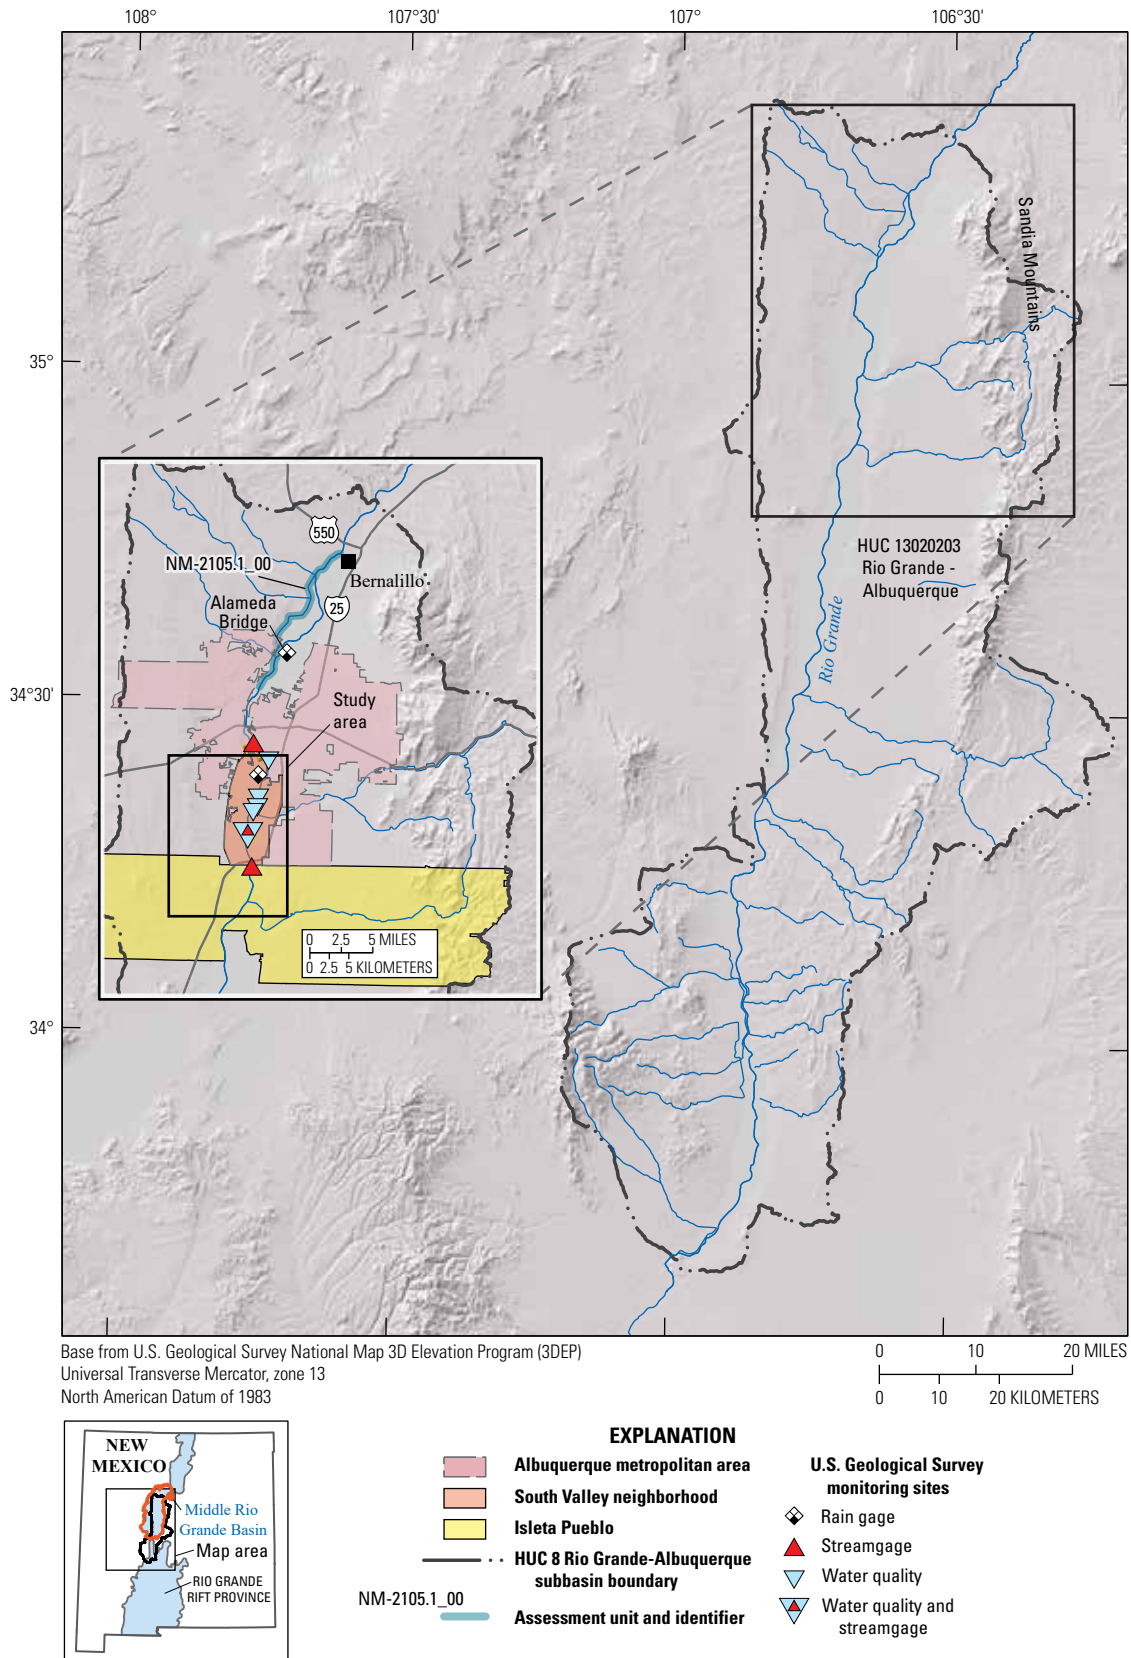 108°
107°30'
107°
106°30'
35°
34°30'
34°
Sandia Mountains
HUC 13020203
Rio Grande -
Albuquerque
Rio Grande
550
NM-2105.1_00
Bernalillo
25
Alameda
Bridge
Study
area
0 2.5 5 MILES
0 2.5 5 KILOMETERS
Base from U.S. Geological Survey National Map 3D Elevation Program (3DEP)
Universal Transverse Mercator, zone 13
North American Datum of 1983
0 10 20 MILES
0 10 20 KILOMETERS
NEW
MEXICO
Middle Rio
Grande Basin
Map area
RIO GRANDE
RIFT PROVINCE
EXPLANATION
Albuquerque metropolitan area
South Valley neighborhood
Isleta Pueblo
HUC 8 Rio Grande-Albuquerque
subbasin boundary
NM-2105.1_00
Assessment unit and identifier
U.S. Geological Survey
monitoring sites
Rain gage
Streamgage
Water quality
Water quality and
streamgage